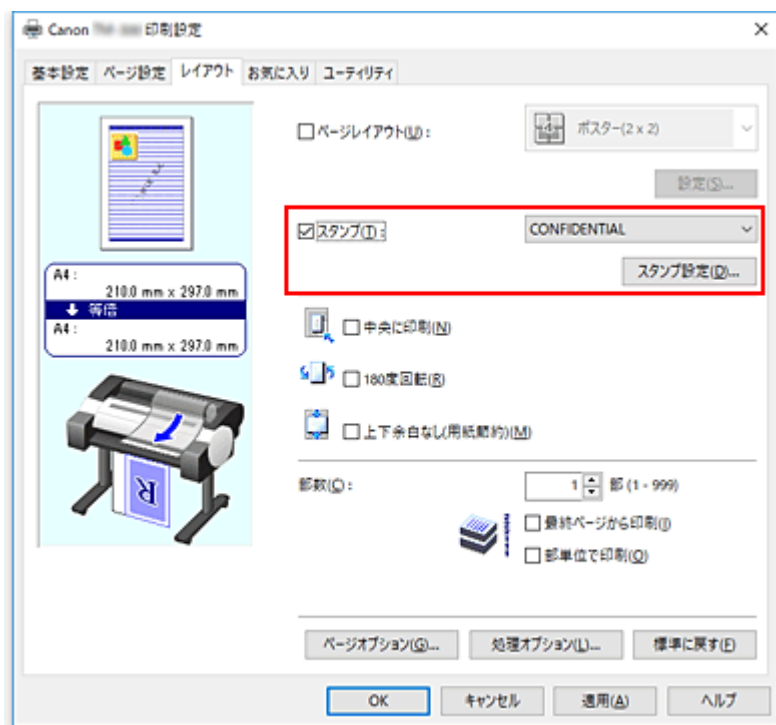 Canon 印刷設定
基本設定 ページ設定 レイアウト お気に入り ユーティリティ
ページレイアウト(U): ポスター(2 x 2)
設定(S)...
スタンプ(T): CONFIDENTIAL
スタンプ設定(D)...
A4 :
210.0 mm x 297.0 mm
等倍
A4 :
210.0 mm x 297.0 mm
中央に印刷(N)
180度回転(R)
上下余白なし(用紙節約)(M)
部数(C): 1 部 (1 - 999)
最終ページから印刷(I)
部単位で印刷(O)
ページオプション(G)... 処理オプション(L)... 標準に戻す(F)
OK キャンセル 適用(A) ヘルプ